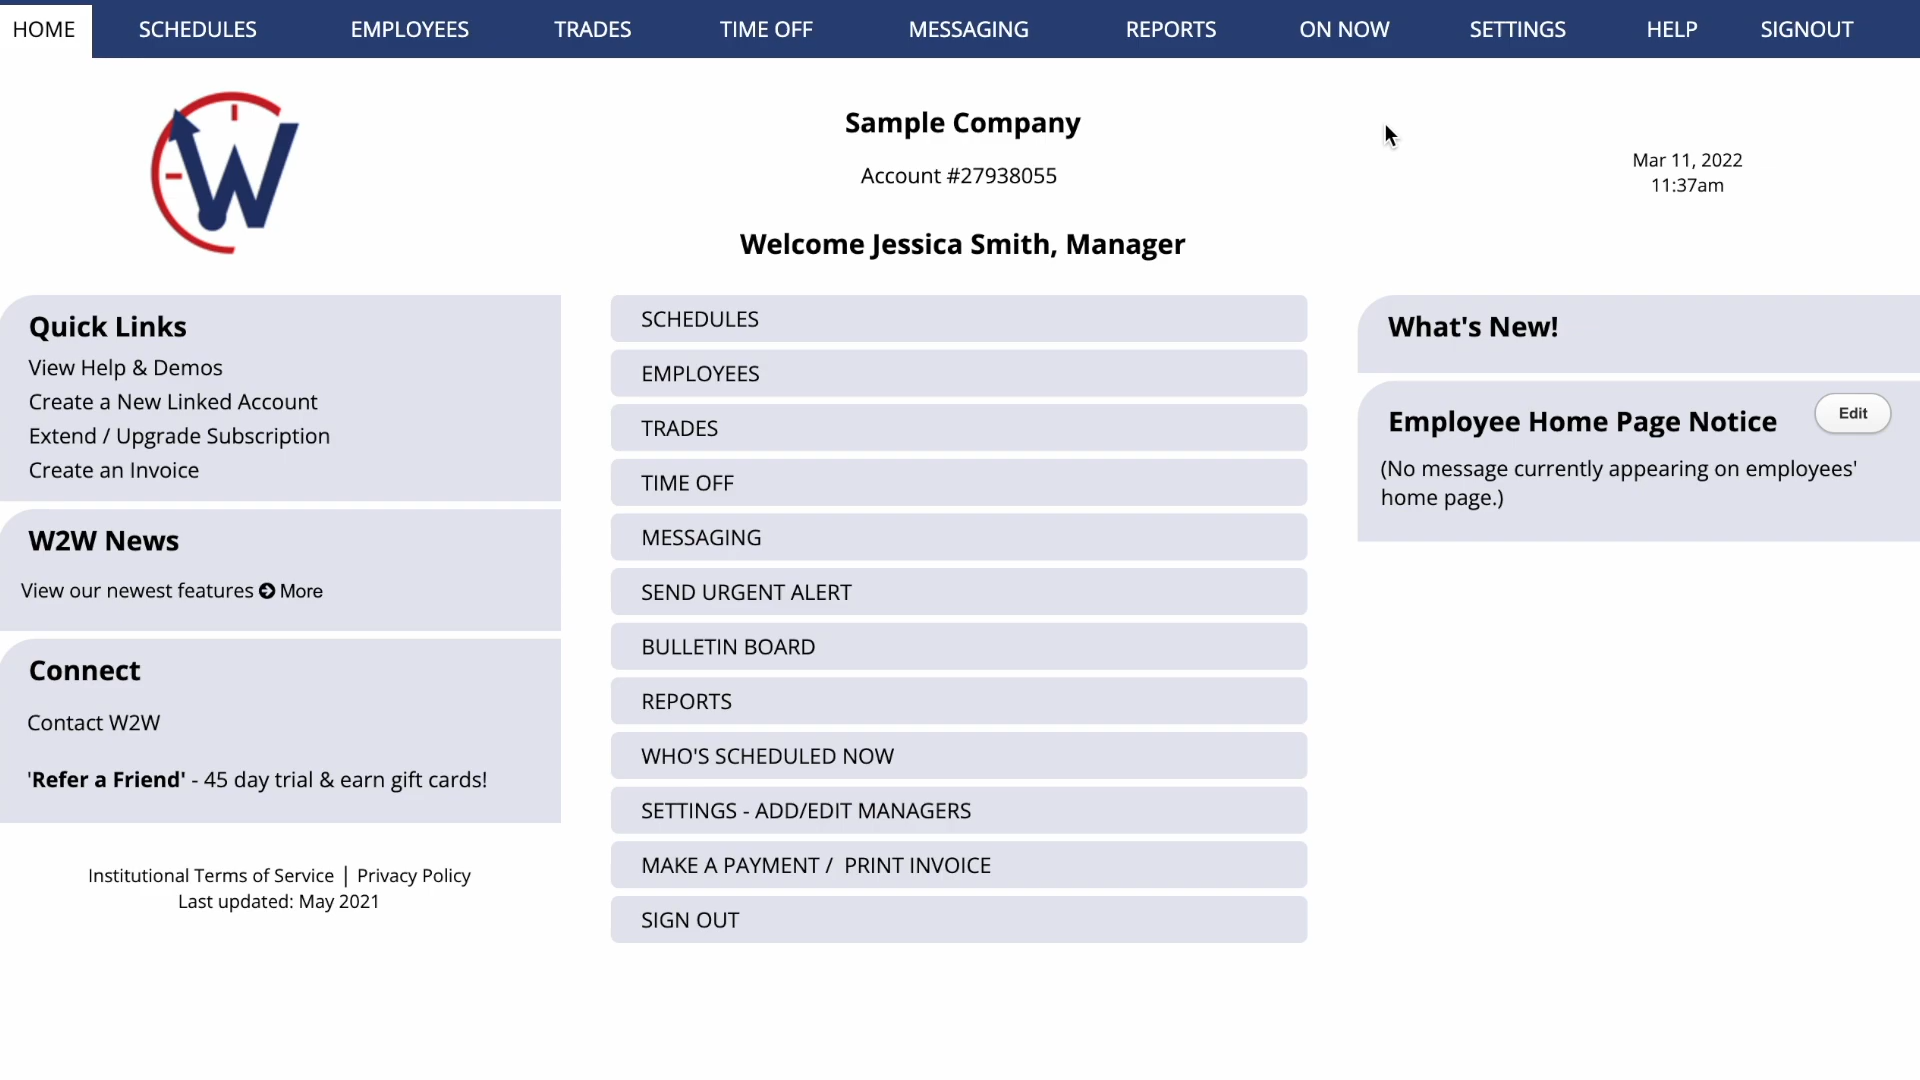 HOME SCHEDULES EMPLOYEES TRADES TIME OFF MESSAGING REPORTS ON NOW SETTINGS HELP SIGNOUT
W
Sample Company
Account #27938055
Welcome Jessica Smith, Manager
Mar 11, 2022
11:37am
Quick Links
View Help & Demos
Create a New Linked Account
Extend / Upgrade Subscription
Create an Invoice
W2W News
View our newest features More
Connect
Contact W2W
'Refer a Friend' - 45 day trial & earn gift cards!
Institutional Terms of Service | Privacy Policy
Last updated: May 2021
SCHEDULES
EMPLOYEES
TRADES
TIME OFF
MESSAGING
SEND URGENT ALERT
BULLETIN BOARD
REPORTS
WHO'S SCHEDULED NOW
SETTINGS - ADD/EDIT MANAGERS
MAKE A PAYMENT / PRINT INVOICE
SIGN OUT
What's New!
Employee Home Page Notice Edit
(No message currently appearing on employees'
home page.)